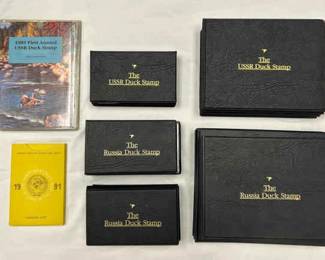 1989 First Annual
USSR Duck Stamp
The
USSR Duck Stamp
The
USSR Duck Stamp
19 91
The
Russia Duck Stamp
The
Russia Duck Stamp
The
Russia Duck Stamp